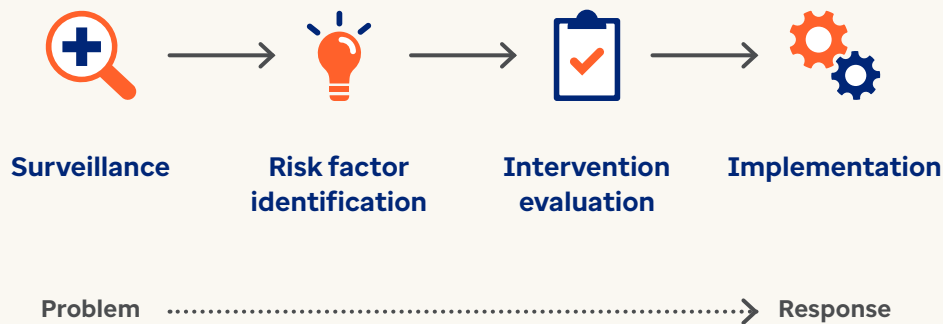 Surveillance
Risk factor
identification
Intervention
evaluation
Implementation
Problem
Response